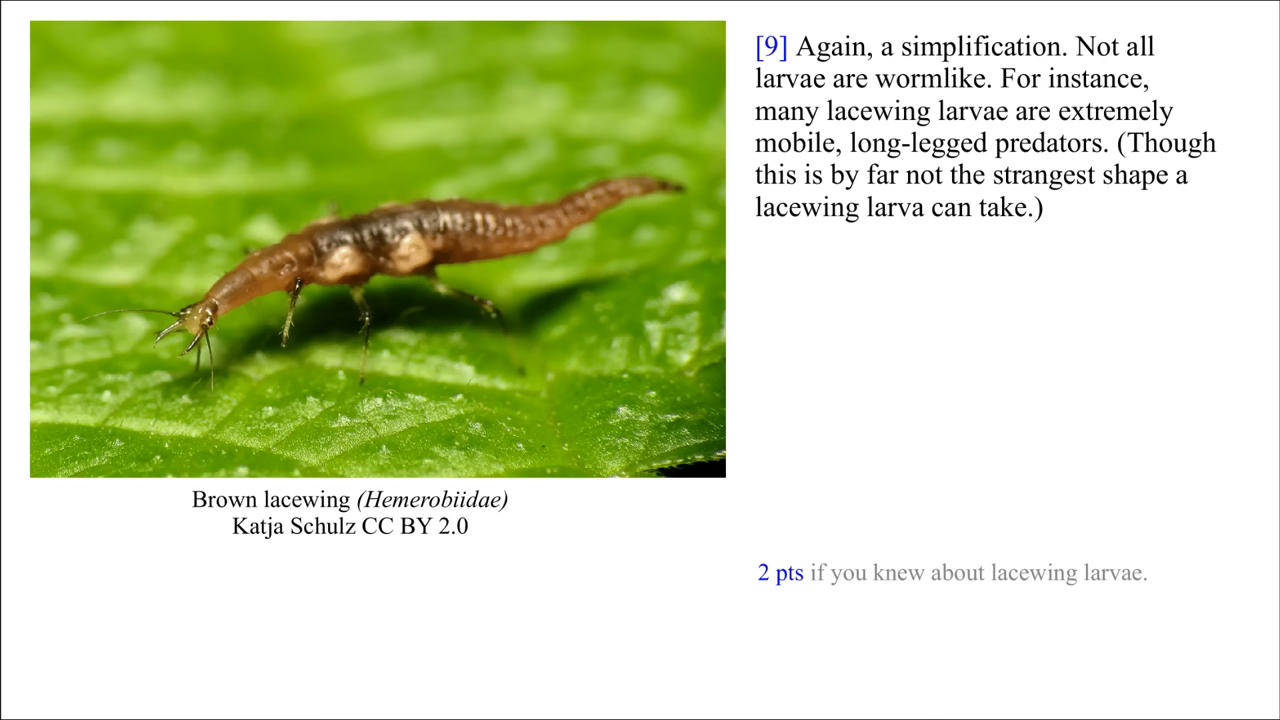 [9] Again, a simplification. Not all
larvae are wormlike. For instance,
many lacewing larvae are extremely
mobile, long-legged predators. (Though
this is by far not the strangest shape a
lacewing larva can take.)
Brown lacewing (Hemerobiidae)
Katja Schulz CC BY 2.0
2 pts if you knew about lacewing larvae.